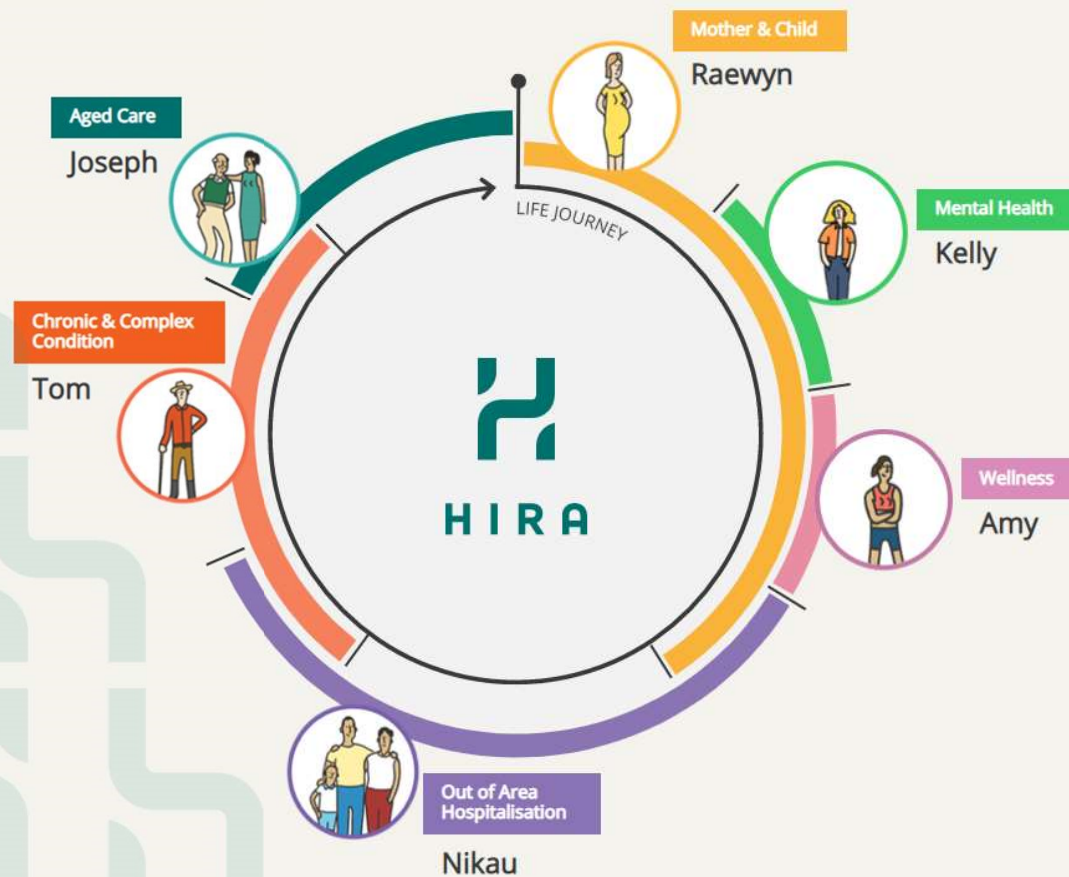 Mother & Child
Raewyn
Aged Care
Joseph
LIFE JOURNEY
Mental Health
Kelly
Chronic & Complex
Condition
Tom
HIRA
Wellness
Amy
Out of Area
Hospitalisation
Nikau